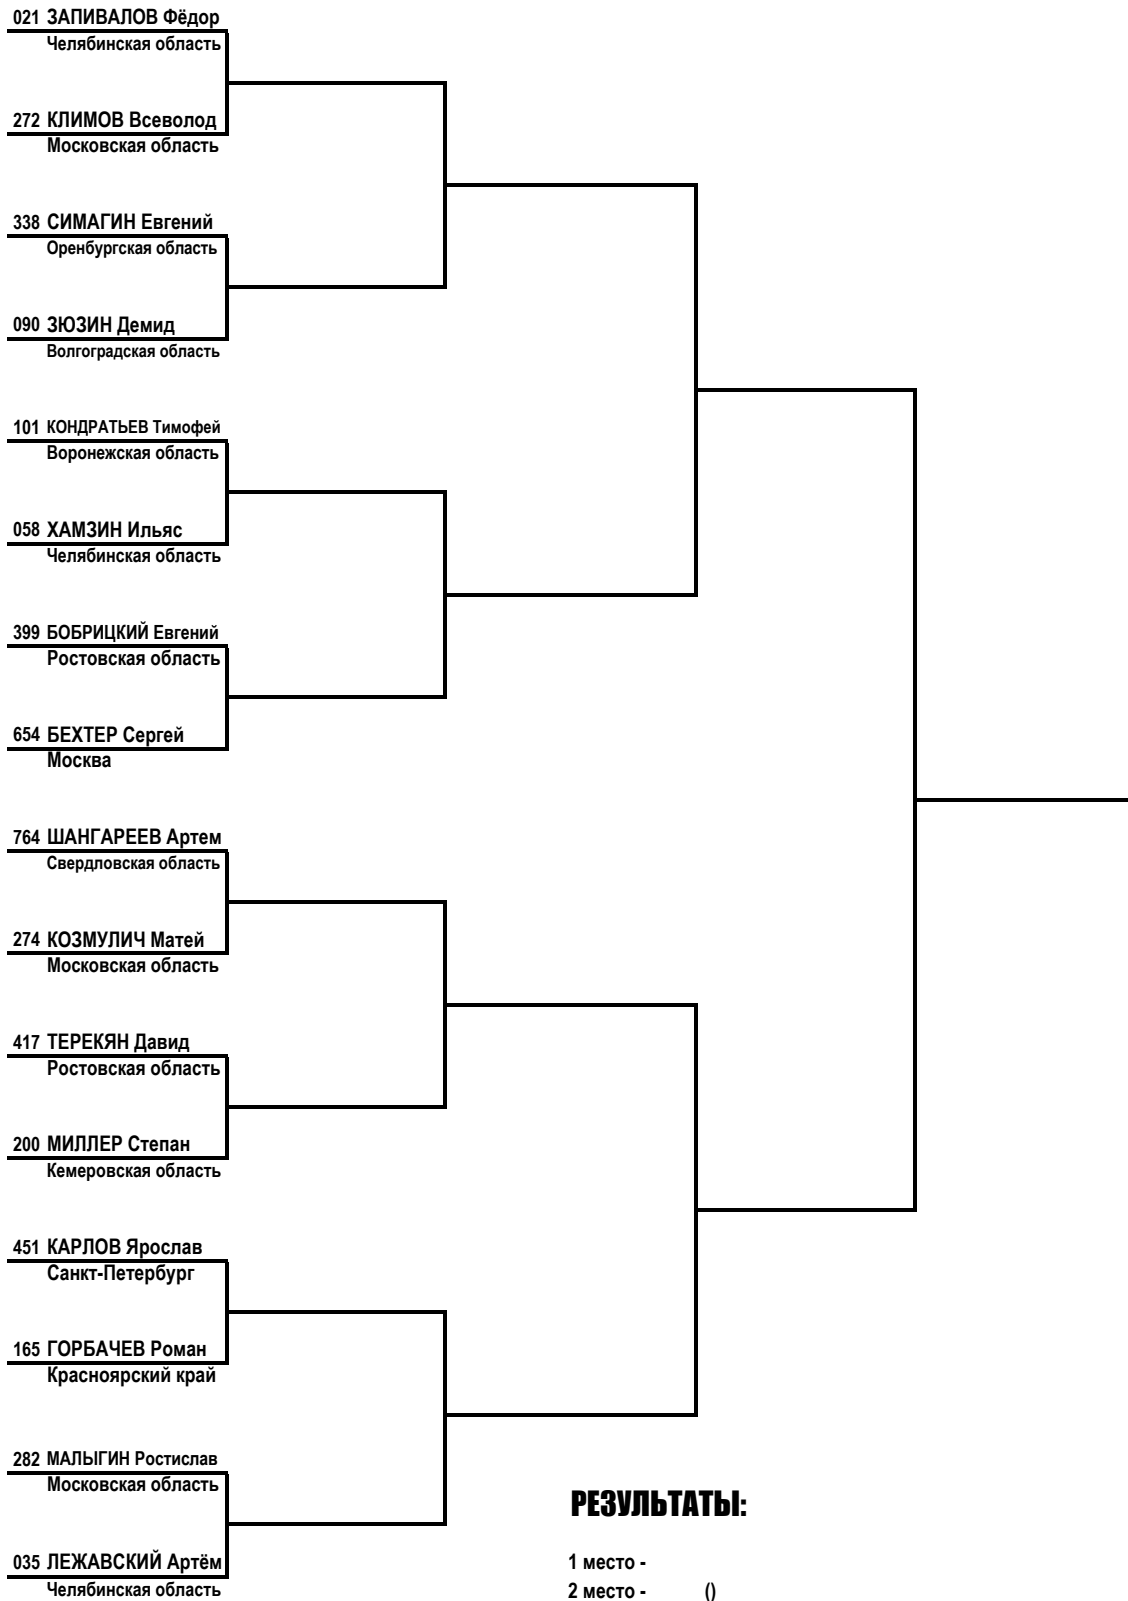 021 ЗАПИВАЛОВ Фёдор
Челябинская область
272 КЛИМОВ Всеволод
Московская область
338 СИМАГИН Евгений
Оренбургская область
090 ЗЮЗИН Демид
Волгоградская область
101 КОНДРАТЬЕВ Тимофей
Воронежская область
058 ХАМЗИН Ильяс
Челябинская область
399 БОБРИЦКИЙ Евгений
Ростовская область
654 БЕХТЕР Сергей
Москва
764 ШАНГАРЕЕВ Артем
Свердловская область
274 КОЗМУЛИЧ Матей
Московская область
417 ТЕРЕКЯН Давид
Ростовская область
200 МИЛЛЕР Степан
Кемеровская область
451 КАРЛОВ Ярослав
Санкт-Петербург
165 ГОРБАЧЕВ Роман
Красноярский край
282 МАЛЫГИН Ростислав
Московская область
035 ЛЕЖАВСКИЙ Артём
Челябинская область
РЕЗУЛЬТАТЫ:
1 место -
2 место - ()